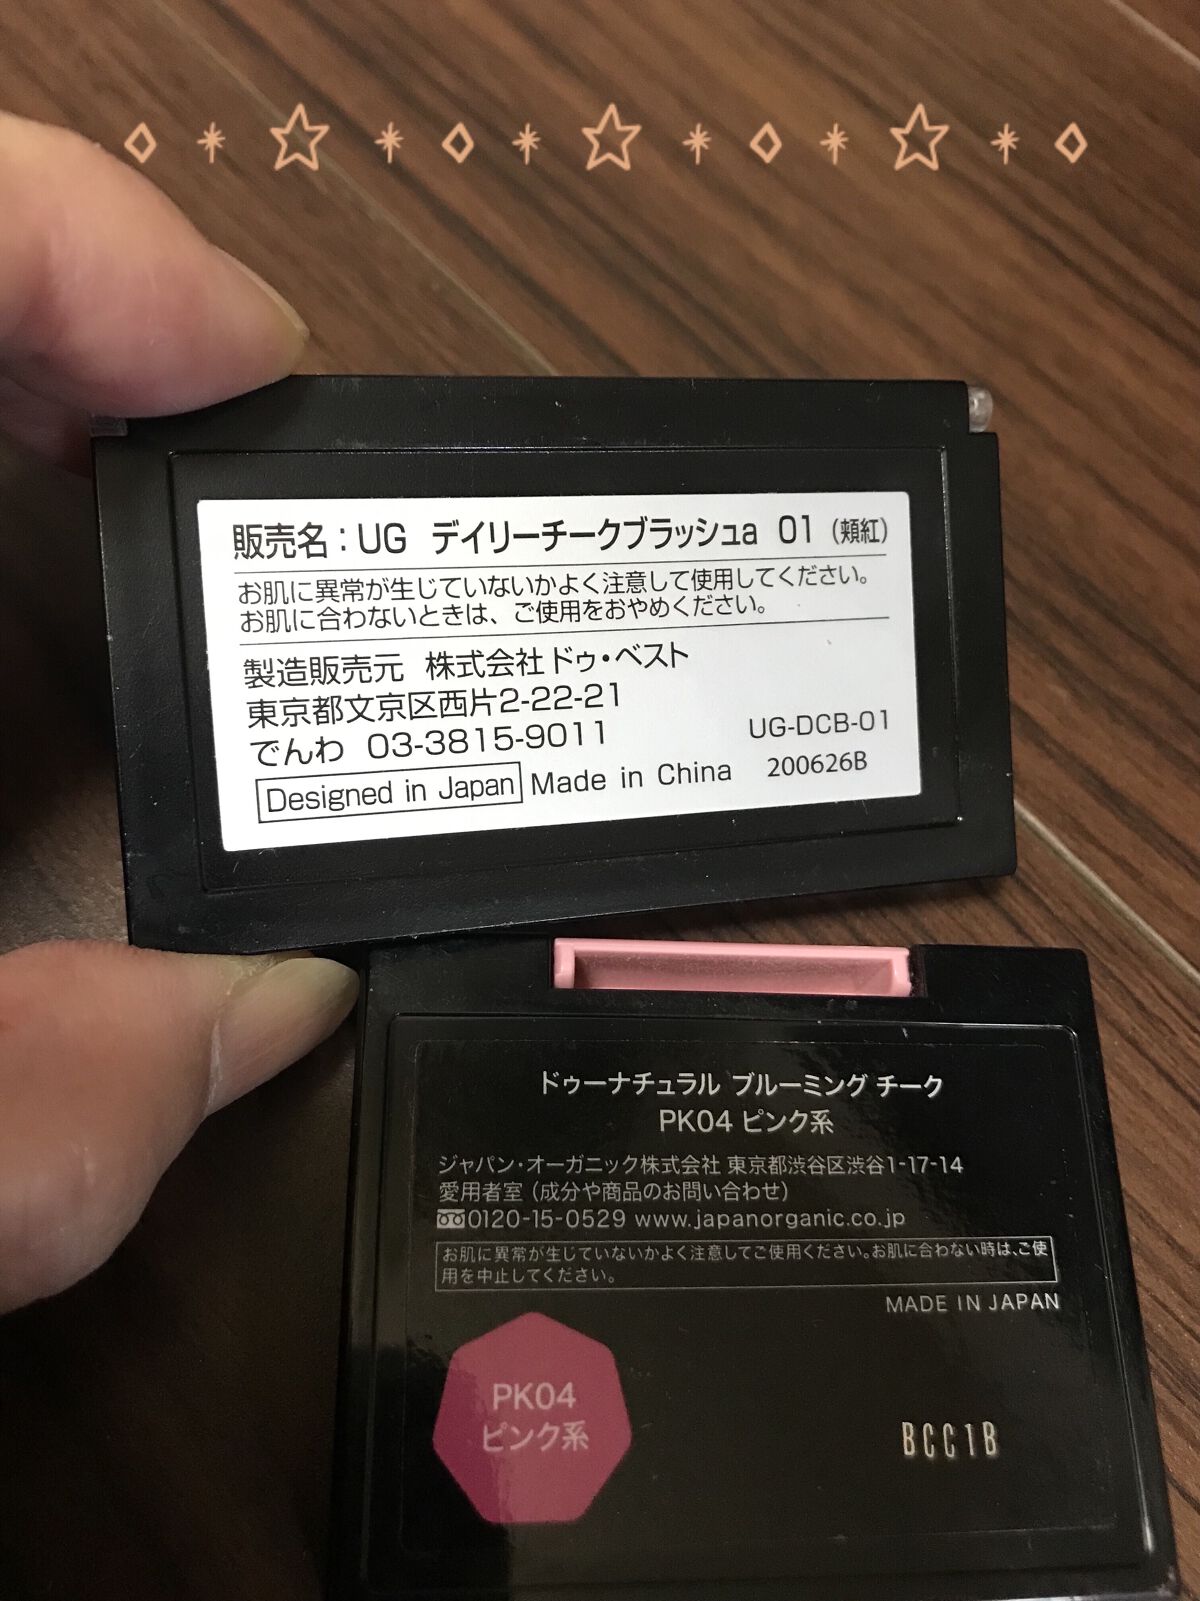 販売名：UG デイリーチークブラッシュa 01（頬紅）
お肌に異常が生じていないかよく注意して使用してください。
お肌に合わないときは、ご使用をおやめください。
製造販売元 株式会社ドゥ・ベスト
東京都文京区西片2-22-21
でんわ 03-3815-9011
UG-DCB-01
Designed in Japan Made in China 200626B
ドゥーナチュラル ブルーミング チーク
PK04 ピンク系
ジャパン・オーガニック株式会社 東京都渋谷区渋谷1-17-14
愛用者室（成分や商品のお問い合わせ）
0120-15-0529 www.japanorganic.co.jp
お肌に異常が生じていないかよく注意してご使用ください。お肌に合わない時は、ご使
用を中止してください。
MADE IN JAPAN
PK04
ピンク系
BCC1B